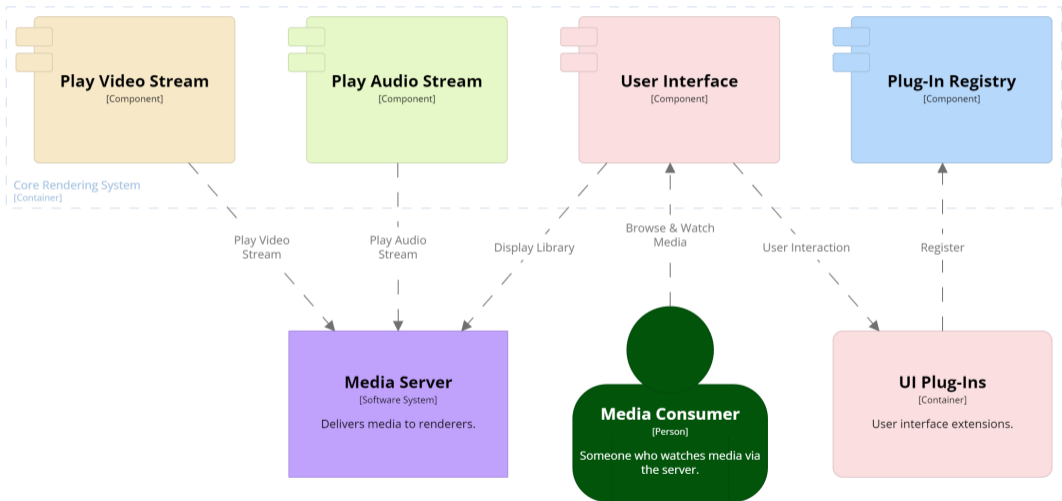 Play Video Stream
[Component]
Play Audio Stream
[Component]
User Interface
[Component]
Plug-In Registry
[Component]
Core Rendering System
[Container]
Play Video
Stream
Play Audio
Stream
Display Library
Browse & Watch
Media
User Interaction
Register
Media Server
[Software System]
Delivers media to renderers.
Media Consumer
[Person]
Someone who watches media via
the server.
UI Plug-Ins
[Container]
User interface extensions.